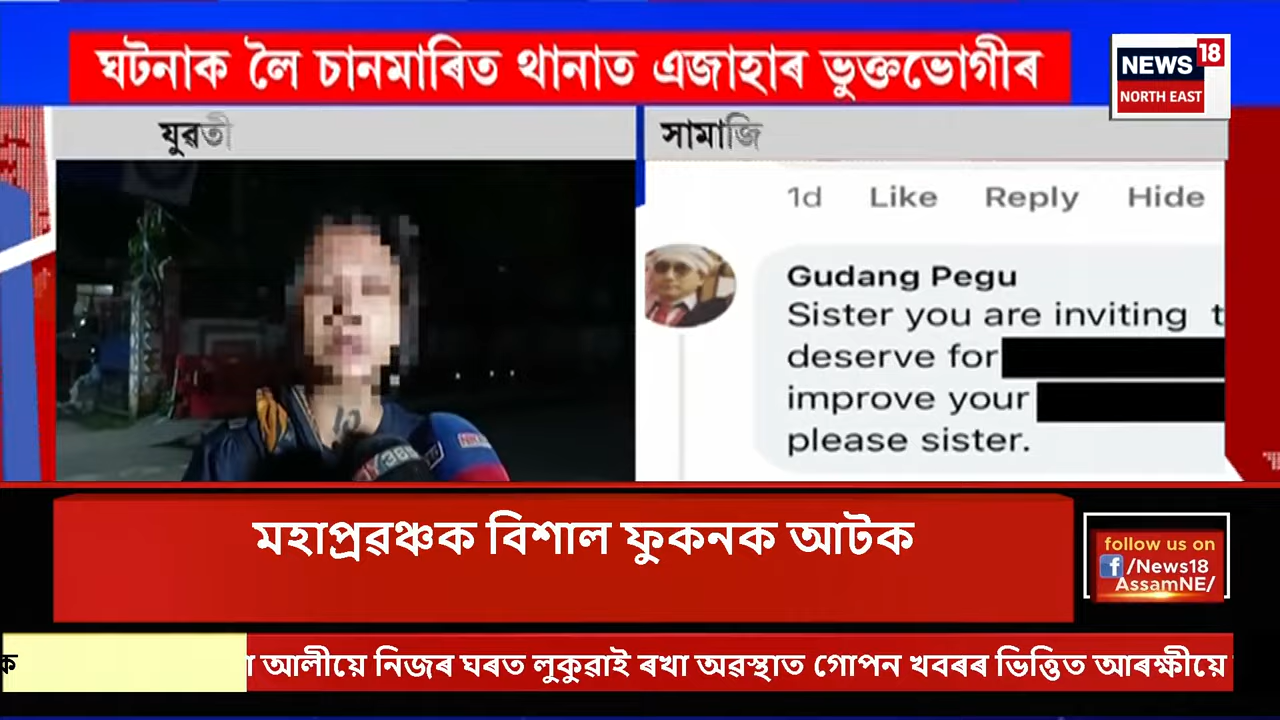 ঘটনাক লৈ চানমাৰিত থানাত এজাহাৰ ভুক্তভোগীৰ
NEWS 18
NORTH EAST
যুৱতী
সামাজি
1d Like Reply Hide
Gudang Pegu
Sister you are inviting t
deserve for
improve your
please sister.
মহাপ্ৰৱঞ্চক বিশাল ফুকনক আটক
follow us on
f/News18
AssamNE/
ক
আলীয়ে নিজৰ ঘৰত লুকুৱাই ৰখা অৱস্থাত গোপন খবৰৰ ভিত্তিত আৰক্ষীয়ে